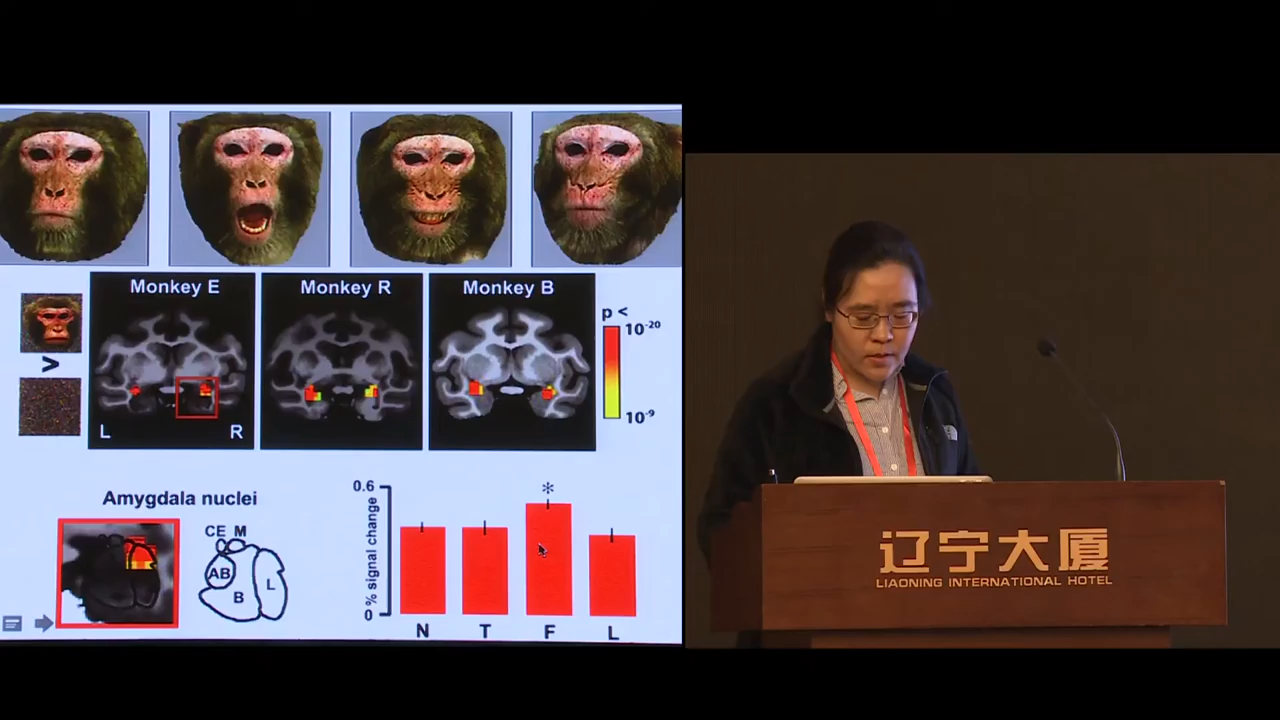 Monkey E
Monkey R
Monkey B
p <
10⁻²⁰
10⁻⁹
>
L
R
Amygdala nuclei
CE M
AB
B
L
0.6
*
% signal change
0
N T F L
辽宁大厦
LIAONING INTERNATIONAL HOTEL